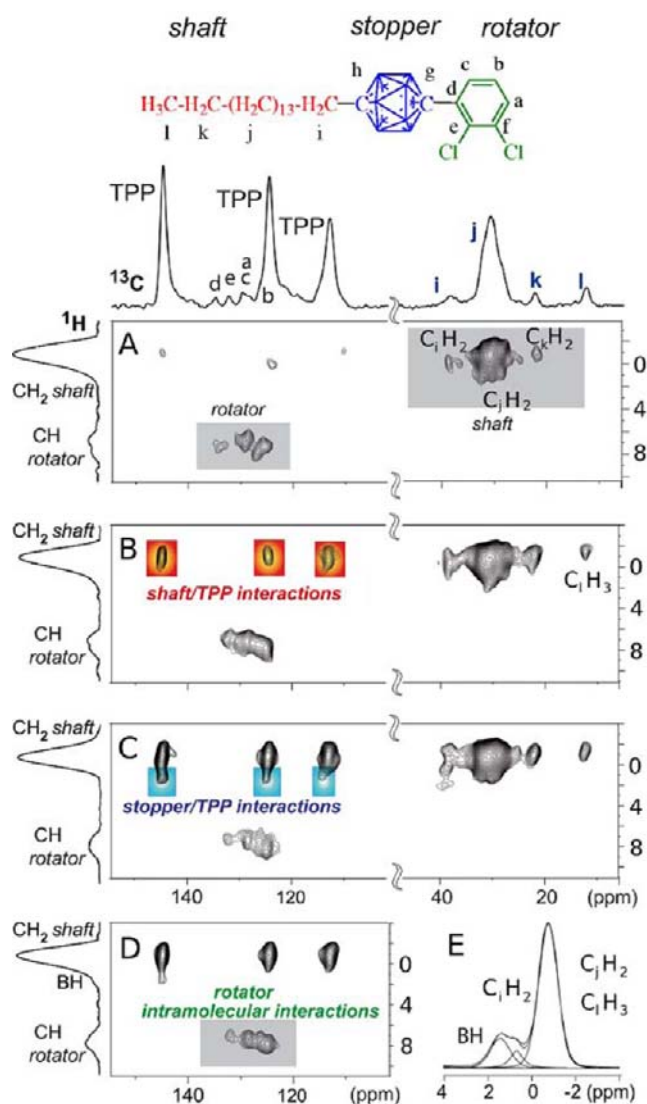 shaft stopper rotator
h g c b
d a
H₃C-H₂C-(H₂C)₁₃-H₂C C C
l k j i e f
Cl Cl
TPP TPP TPP
¹³C d e a c b i j k l
¹H
A CᵢH₂ CₖH₂ 0
CH₂ shaft CⱼH₂ 4
rotator shaft
CH rotator 8
CH₂ shaft B 0
shaft/TPP interactions CₗH₃
4
CH rotator 8
CH₂ shaft C 0
stopper/TPP interactions 4
CH rotator 8
140 120 40 20 (ppm)
CH₂ shaft D 0 E CᵢH₂ CⱼH₂
BH CₗH₃
rotator 4 BH
intramolecular interactions
CH rotator 8
140 120 (ppm) 4 2 0 -2 (ppm)